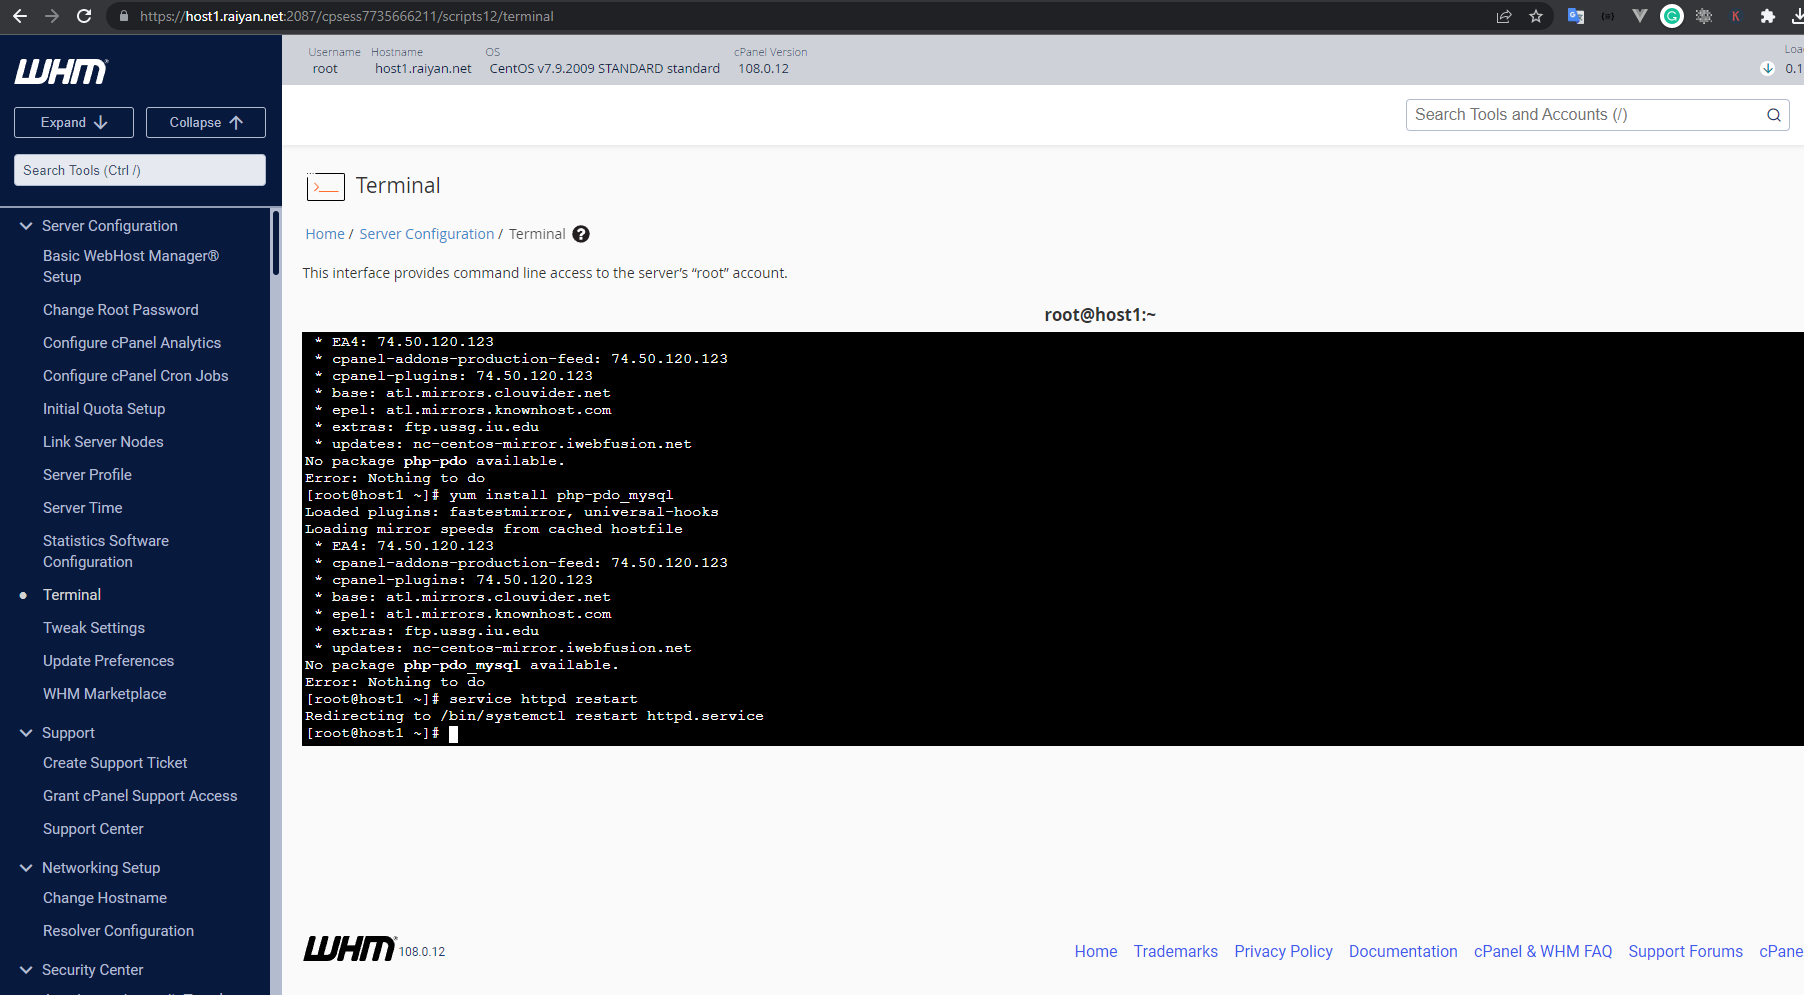 https://host1.raiyan.net:2087/cpsess7735666211/scripts12/terminal
WHM
Expand
Collapse
Search Tools (Ctrl /)
Server Configuration
Basic WebHost Manager®
Setup
Change Root Password
Configure cPanel Analytics
Configure cPanel Cron Jobs
Initial Quota Setup
Link Server Nodes
Server Profile
Server Time
Statistics Software
Configuration
Terminal
Tweak Settings
Update Preferences
WHM Marketplace
Support
Create Support Ticket
Grant cPanel Support Access
Support Center
Networking Setup
Change Hostname
Resolver Configuration
Security Center
Username Hostname OS cPanel Version
root host1.raiyan.net CentOS v7.9.2009 STANDARD standard 108.0.12
Search Tools and Accounts (/)
Terminal
Home / Server Configuration / Terminal
This interface provides command line access to the server’s “root” account.
root@host1:~
* EA4: 74.50.120.123
* cpanel-addons-production-feed: 74.50.120.123
* cpanel-plugins: 74.50.120.123
* base: atl.mirrors.clouvider.net
* epel: atl.mirrors.knownhost.com
* extras: ftp.ussg.iu.edu
* updates: nc-centos-mirror.iwebfusion.net
No package php-pdo available.
Error: Nothing to do
[root@host1 ~]# yum install php-pdo_mysql
Loaded plugins: fastestmirror, universal-hooks
Loading mirror speeds from cached hostfile
* EA4: 74.50.120.123
* cpanel-addons-production-feed: 74.50.120.123
* cpanel-plugins: 74.50.120.123
* base: atl.mirrors.clouvider.net
* epel: atl.mirrors.knownhost.com
* extras: ftp.ussg.iu.edu
* updates: nc-centos-mirror.iwebfusion.net
No package php-pdo_mysql available.
Error: Nothing to do
[root@host1 ~]# service httpd restart
Redirecting to /bin/systemctl restart httpd.service
[root@host1 ~]#
WHM 108.0.12
Home Trademarks Privacy Policy Documentation cPanel & WHM FAQ Support Forums